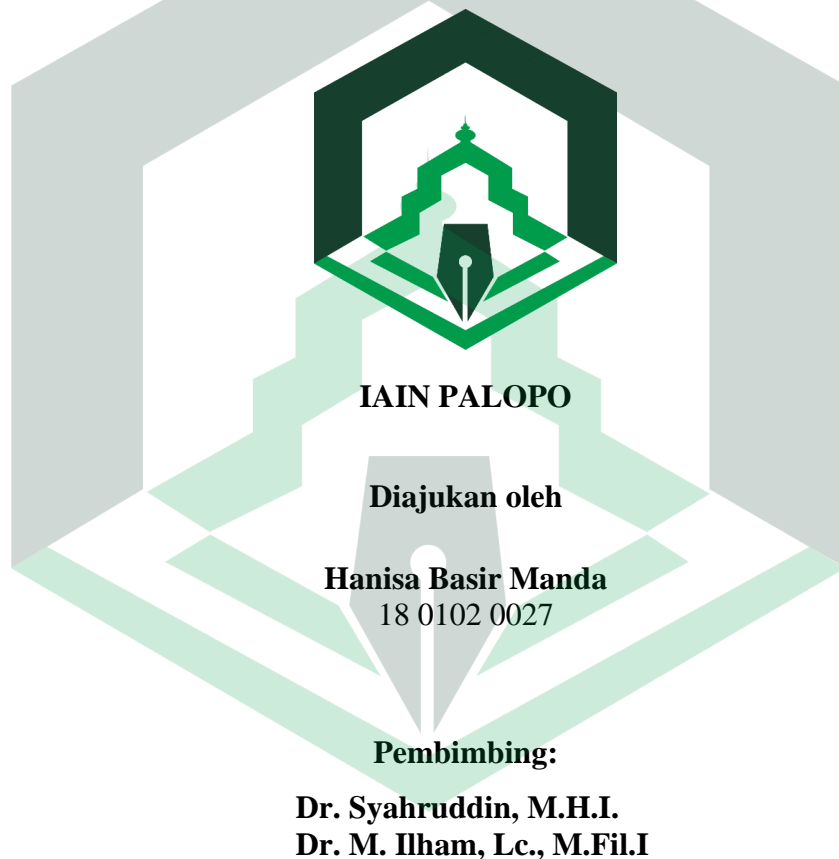 IAIN PALOPO
Diajukan oleh
Hanisa Basir Manda
18 0102 0027
Pembimbing:
Dr. Syahruddin, M.H.I.
Dr. M. Ilham, Lc., M.Fil.I